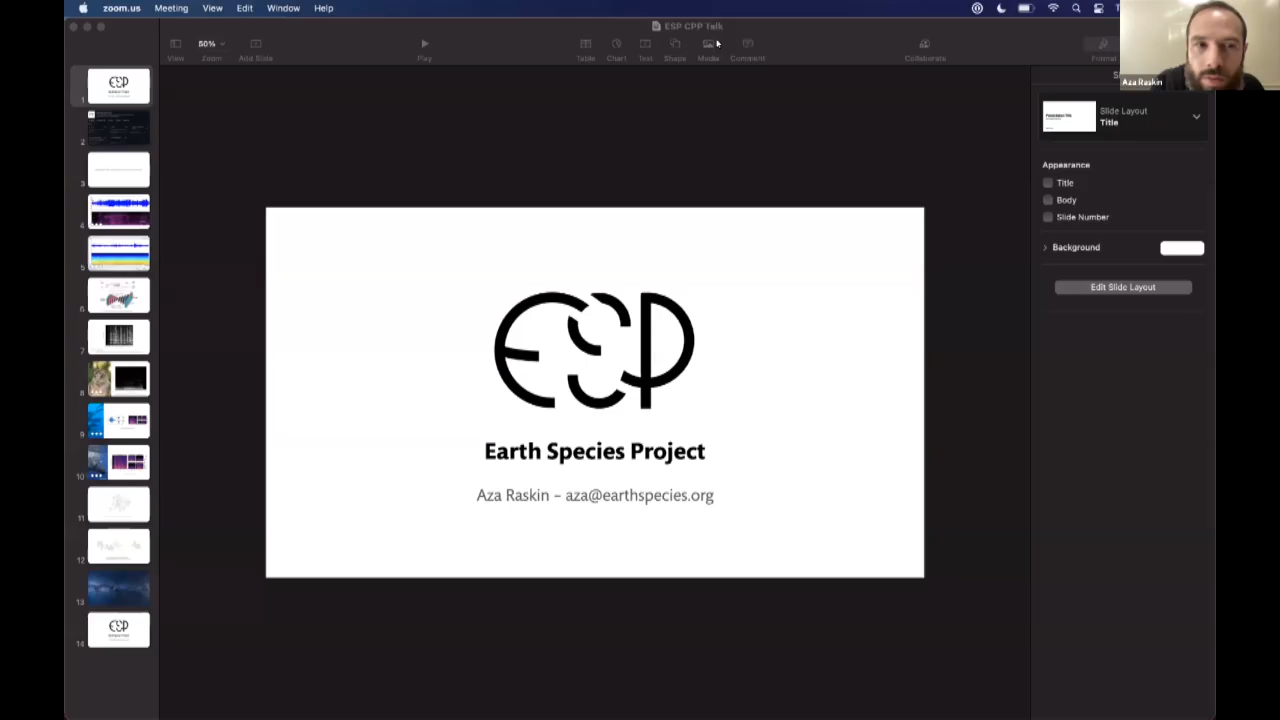 zoom.us Meeting View Edit Window Help
ESP CPP Talk
50%
View Zoom Add Slide Play Table Chart Text Shape Media Comment Collaborate Format
Aza Raskin
Slide Layout
Title
Appearance
Title
Body
Slide Number
Background
Edit Slide Layout
ESP
Earth Species Project
Aza Raskin – aza@earthspecies.org
1
ESP
2
3
4
5
6
7
8
9
10
11
12
13
14
ESP